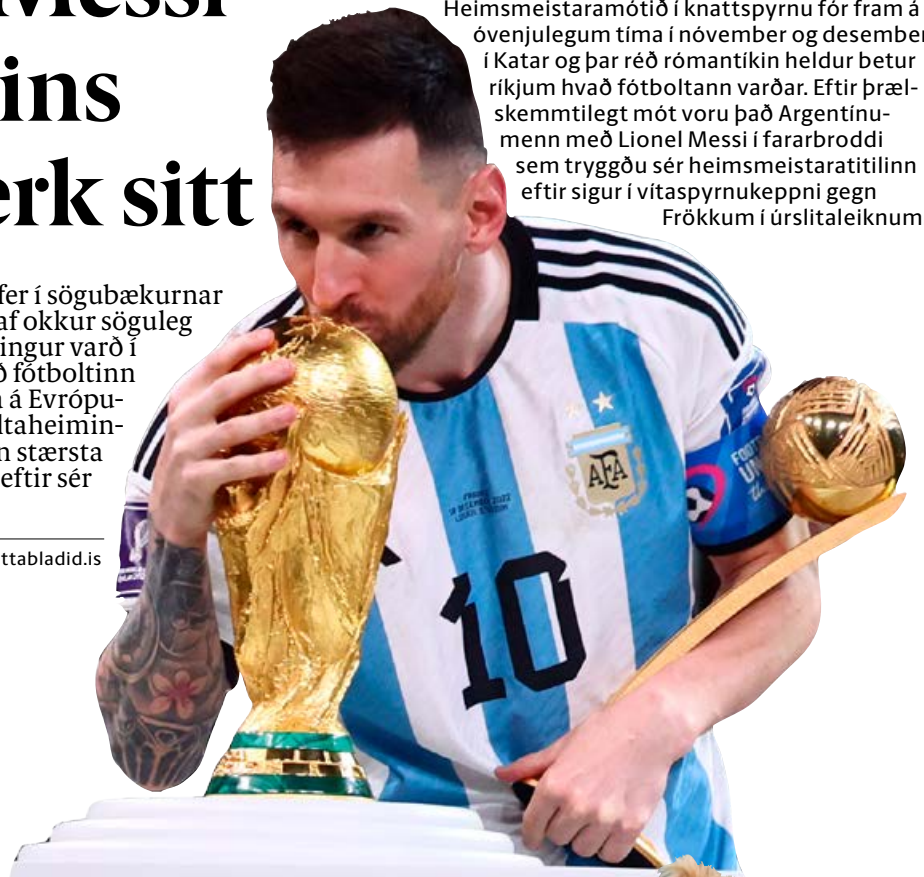 Messi
ins
erk sitt
fer í sögubækurnar
af okkur söguleg
ingur varð í
ð fótboltinn
a á Evrópu-
ltaheimin-
n stærsta
eftir sér
ttabladid.is
Heimsmeistaramótið í knattspyrnu fór fram á
óvenjulegum tíma í nóvember og desember
í Katar og þar réð rómantíkin heldur betur
ríkjum hvað fótboltann varðar. Eftir þræl-
skemmtilegt mót voru það Argentínu-
menn með Lionel Messi í fararbroddi
sem tryggðu sér heimsmeistaratitilinn
eftir sigur í vítaspyrnukeppni gegn
Frökkum í úrslitaleiknum
AFA
10